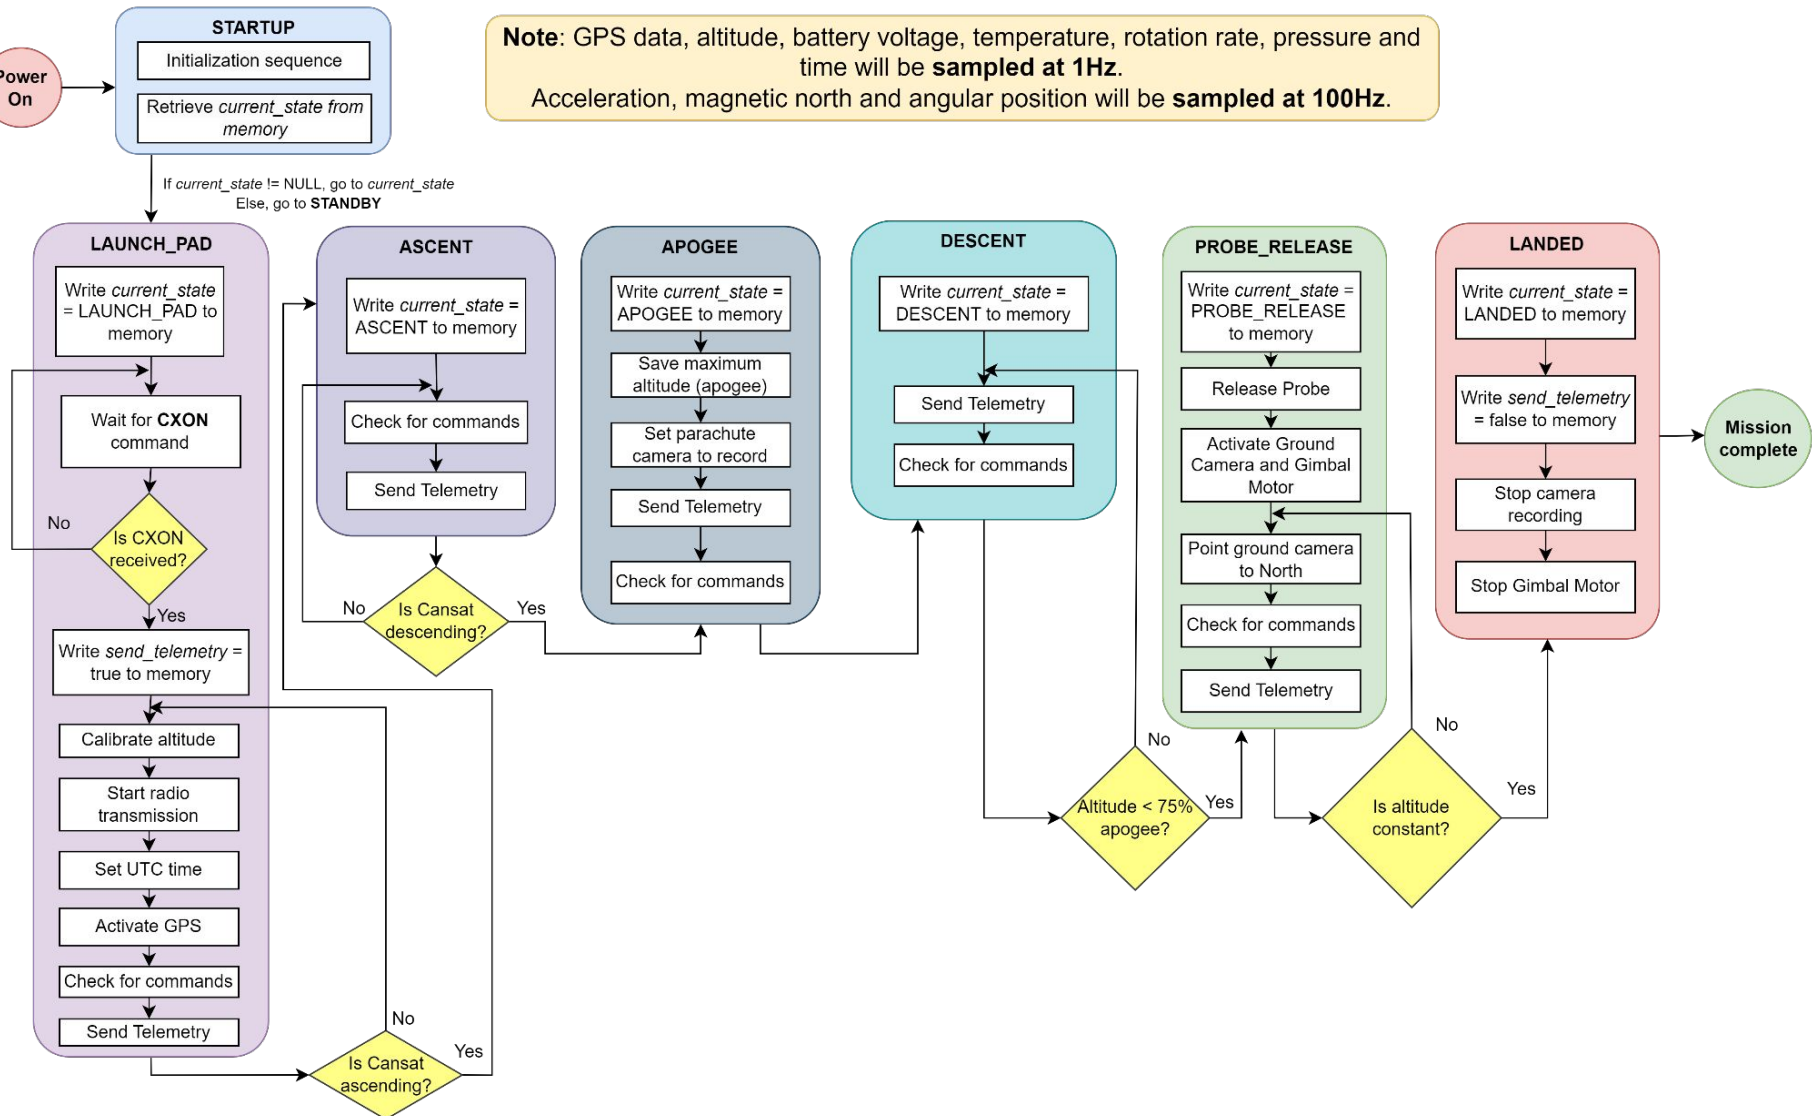 STARTUP
Initialization sequence
Retrieve current_state from
memory
Power
On
Note: GPS data, altitude, battery voltage, temperature, rotation rate, pressure and
time will be sampled at 1Hz.
Acceleration, magnetic north and angular position will be sampled at 100Hz.
If current_state != NULL, go to current_state
Else, go to STANDBY
LAUNCH_PAD
Write current_state
= LAUNCH_PAD to
memory
Wait for CXON
command
No
Is CXON
received?
Yes
Write send_telemetry =
true to memory
Calibrate altitude
Start radio
transmission
Set UTC time
Activate GPS
Check for commands
Send Telemetry
No
Is Cansat
ascending?
Yes
ASCENT
Write current_state =
ASCENT to memory
Check for commands
Send Telemetry
No
Is Cansat
descending?
Yes
APOGEE
Write current_state =
APOGEE to memory
Save maximum
altitude (apogee)
Set parachute
camera to record
Send Telemetry
Check for commands
DESCENT
Write current_state =
DESCENT to memory
Send Telemetry
Check for commands
No
Altitude < 75%
apogee?
Yes
PROBE_RELEASE
Write current_state =
PROBE_RELEASE
to memory
Release Probe
Activate Ground
Camera and Gimbal
Motor
Point ground camera
to North
Check for commands
Send Telemetry
No
Is altitude
constant?
Yes
LANDED
Write current_state =
LANDED to memory
Write send_telemetry
= false to memory
Stop camera
recording
Stop Gimbal Motor
Mission
complete